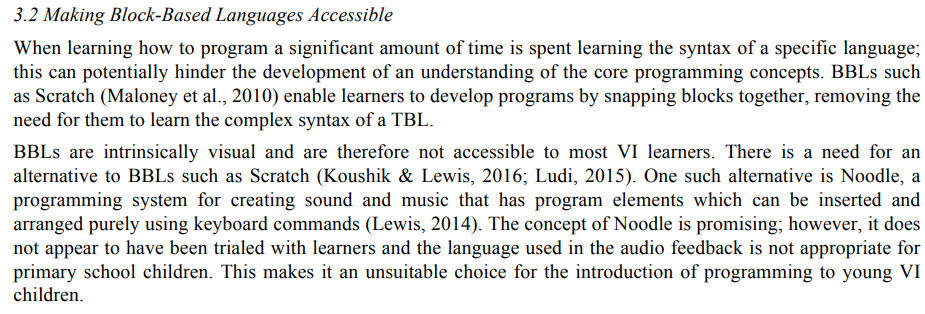 3.2 Making Block-Based Languages Accessible
When learning how to program a significant amount of time is spent learning the syntax of a specific language;
this can potentially hinder the development of an understanding of the core programming concepts. BBLs such
as Scratch (Maloney et al., 2010) enable learners to develop programs by snapping blocks together, removing the
need for them to learn the complex syntax of a TBL.
BBLs are intrinsically visual and are therefore not accessible to most VI learners. There is a need for an
alternative to BBLs such as Scratch (Koushik & Lewis, 2016; Ludi, 2015). One such alternative is Noodle, a
programming system for creating sound and music that has program elements which can be inserted and
arranged purely using keyboard commands (Lewis, 2014). The concept of Noodle is promising; however, it does
not appear to have been trialed with learners and the language used in the audio feedback is not appropriate for
primary school children. This makes it an unsuitable choice for the introduction of programming to young VI
children.